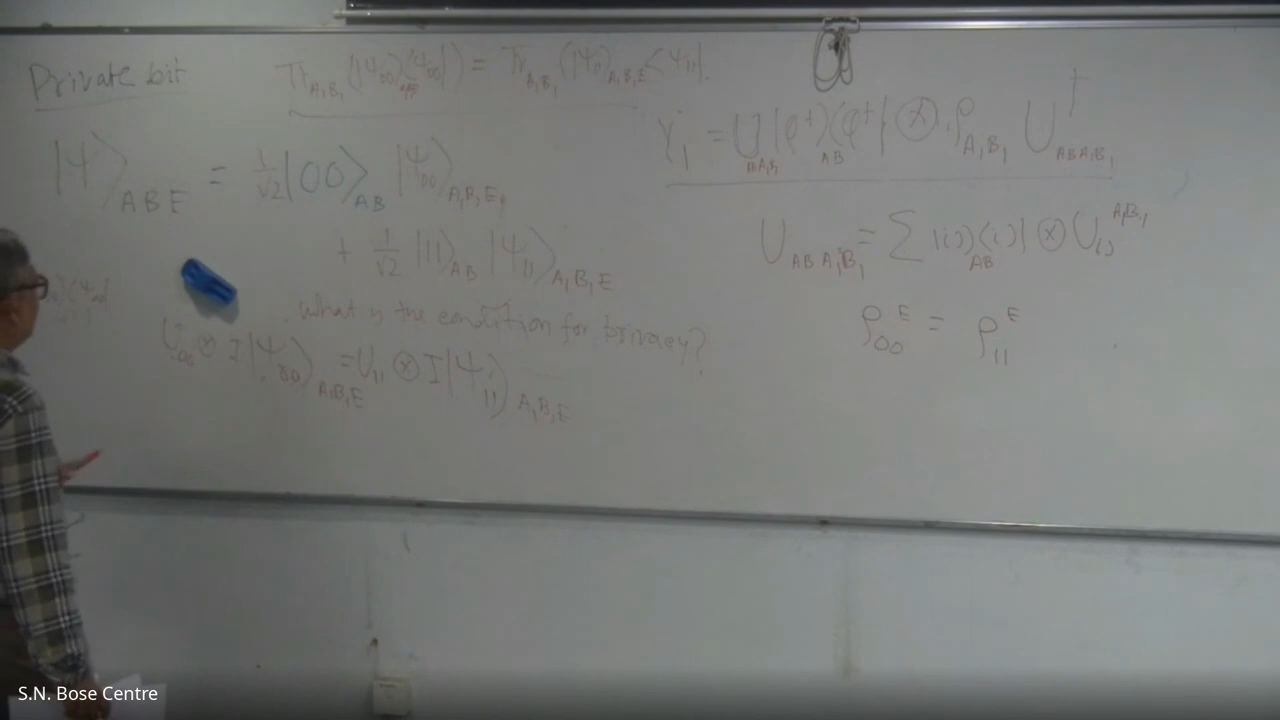 Private bit
Tr_{A₁B₁}(|Ψ₀₀⟩⟨Ψ₀₀|) = Tr_{A₁B₁}(|Ψ₁₁⟩_{A₁B₁E}⟨Ψ₁₁|).
|Ψ⟩_{ABE} = 1/√2 |00⟩_{AB} |Ψ₀₀⟩_{A₁B₁E}
+ 1/√2 |11⟩_{AB} |Ψ₁₁⟩_{A₁B₁E}
What is the condition for privacy?
U₀₀ ⊗ I|Ψ₀₀⟩_{A₁B₁E} = U₁₁ ⊗ I|Ψ₁₁⟩_{A₁B₁E}
γ₁ = U |φ⁺⟩⟨φ⁺|_{AB} ⊗ ρ_{A₁B₁} U†_{ABA₁B₁}
U_{ABA₁B₁} = Σ |ij⟩⟨ij|_{AB} ⊗ U_{ij}^{A₁B₁}
ρ₀₀^E = ρ₁₁^E
S.N. Bose Centre